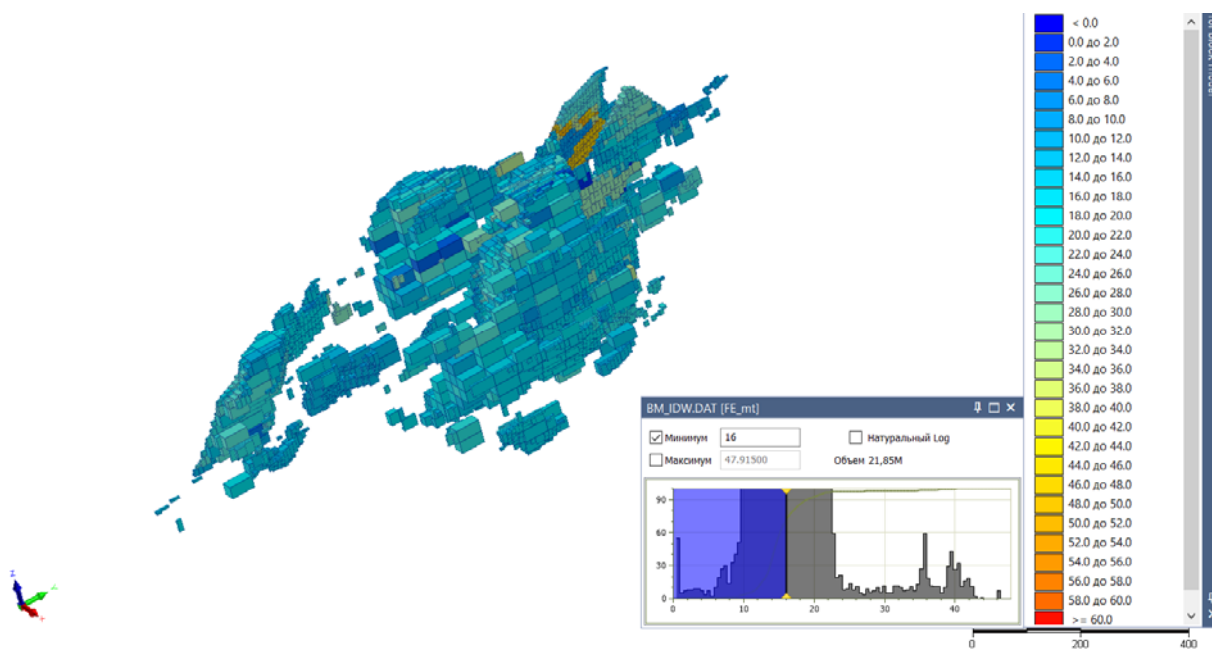 < 0.0
0.0 до 2.0
2.0 до 4.0
4.0 до 6.0
6.0 до 8.0
8.0 до 10.0
10.0 до 12.0
12.0 до 14.0
14.0 до 16.0
16.0 до 18.0
18.0 до 20.0
20.0 до 22.0
22.0 до 24.0
24.0 до 26.0
26.0 до 28.0
28.0 до 30.0
30.0 до 32.0
32.0 до 34.0
34.0 до 36.0
36.0 до 38.0
38.0 до 40.0
40.0 до 42.0
42.0 до 44.0
44.0 до 46.0
46.0 до 48.0
48.0 до 50.0
50.0 до 52.0
52.0 до 54.0
54.0 до 56.0
56.0 до 58.0
58.0 до 60.0
>= 60.0
BM_IDW.DAT [FE_mt]
Минимум 16 Натуральный Log
Максимум 47.91500 Объем 21,85M
90
60
30
0
0 10 20 30 40
0 200 400